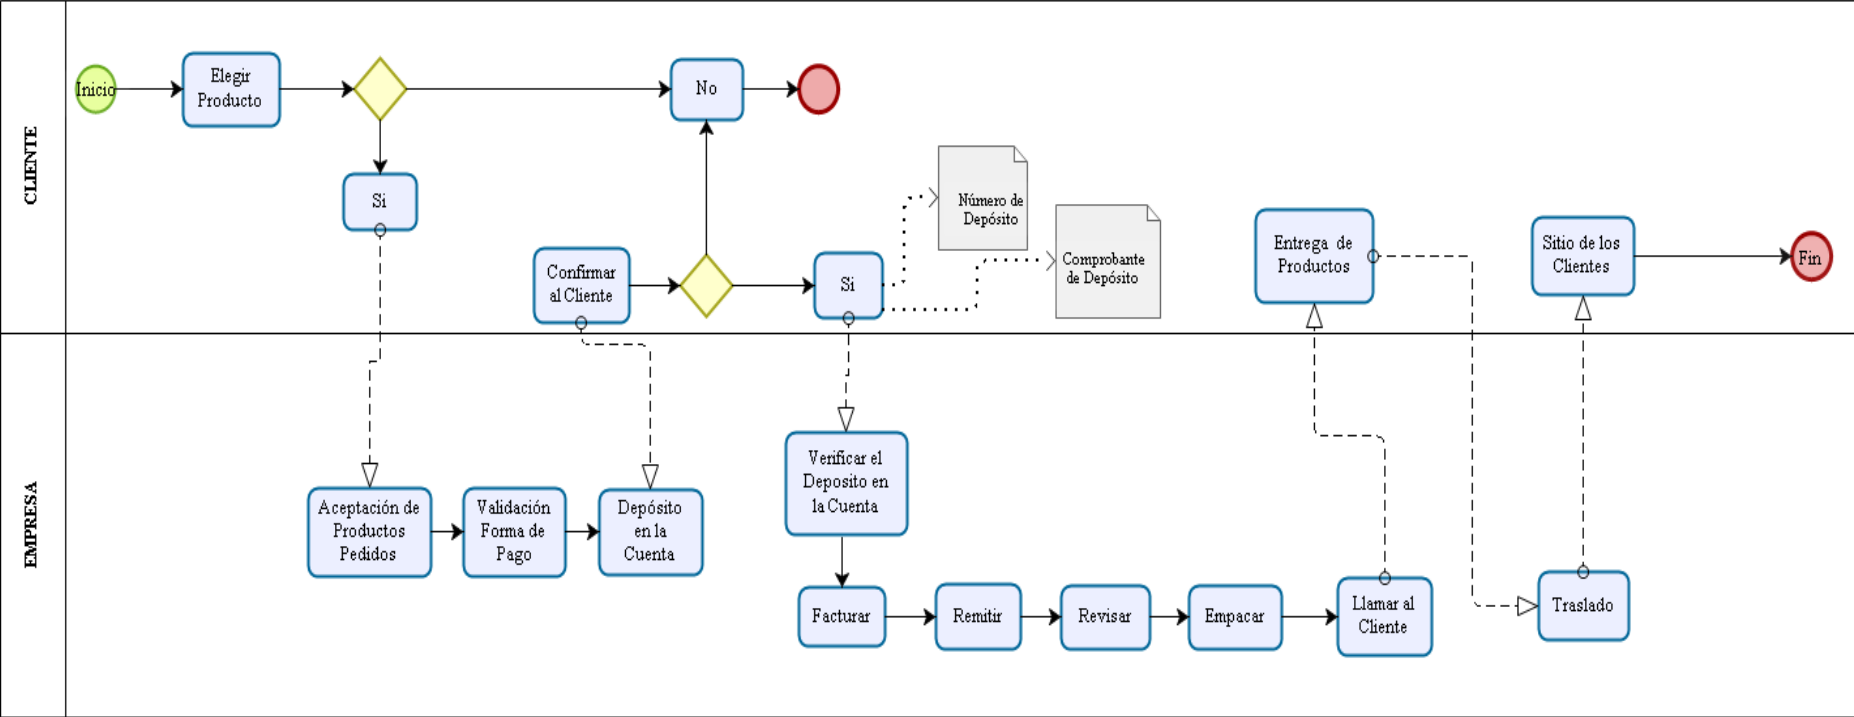 CLIENTE
Inicio
Elegir
Producto
No
Si
Confirmar
al Cliente
Si
Número de
Depósito
Comprobante
de Depósito
Entrega de
Productos
Sitio de los
Clientes
Fin
EMPRESA
Aceptación de
Productos
Pedidos
Validación
Forma de
Pago
Depósito
en la
Cuenta
Verificar el
Deposito en
la Cuenta
Facturar
Remitir
Revisar
Empacar
Llamar al
Cliente
Traslado